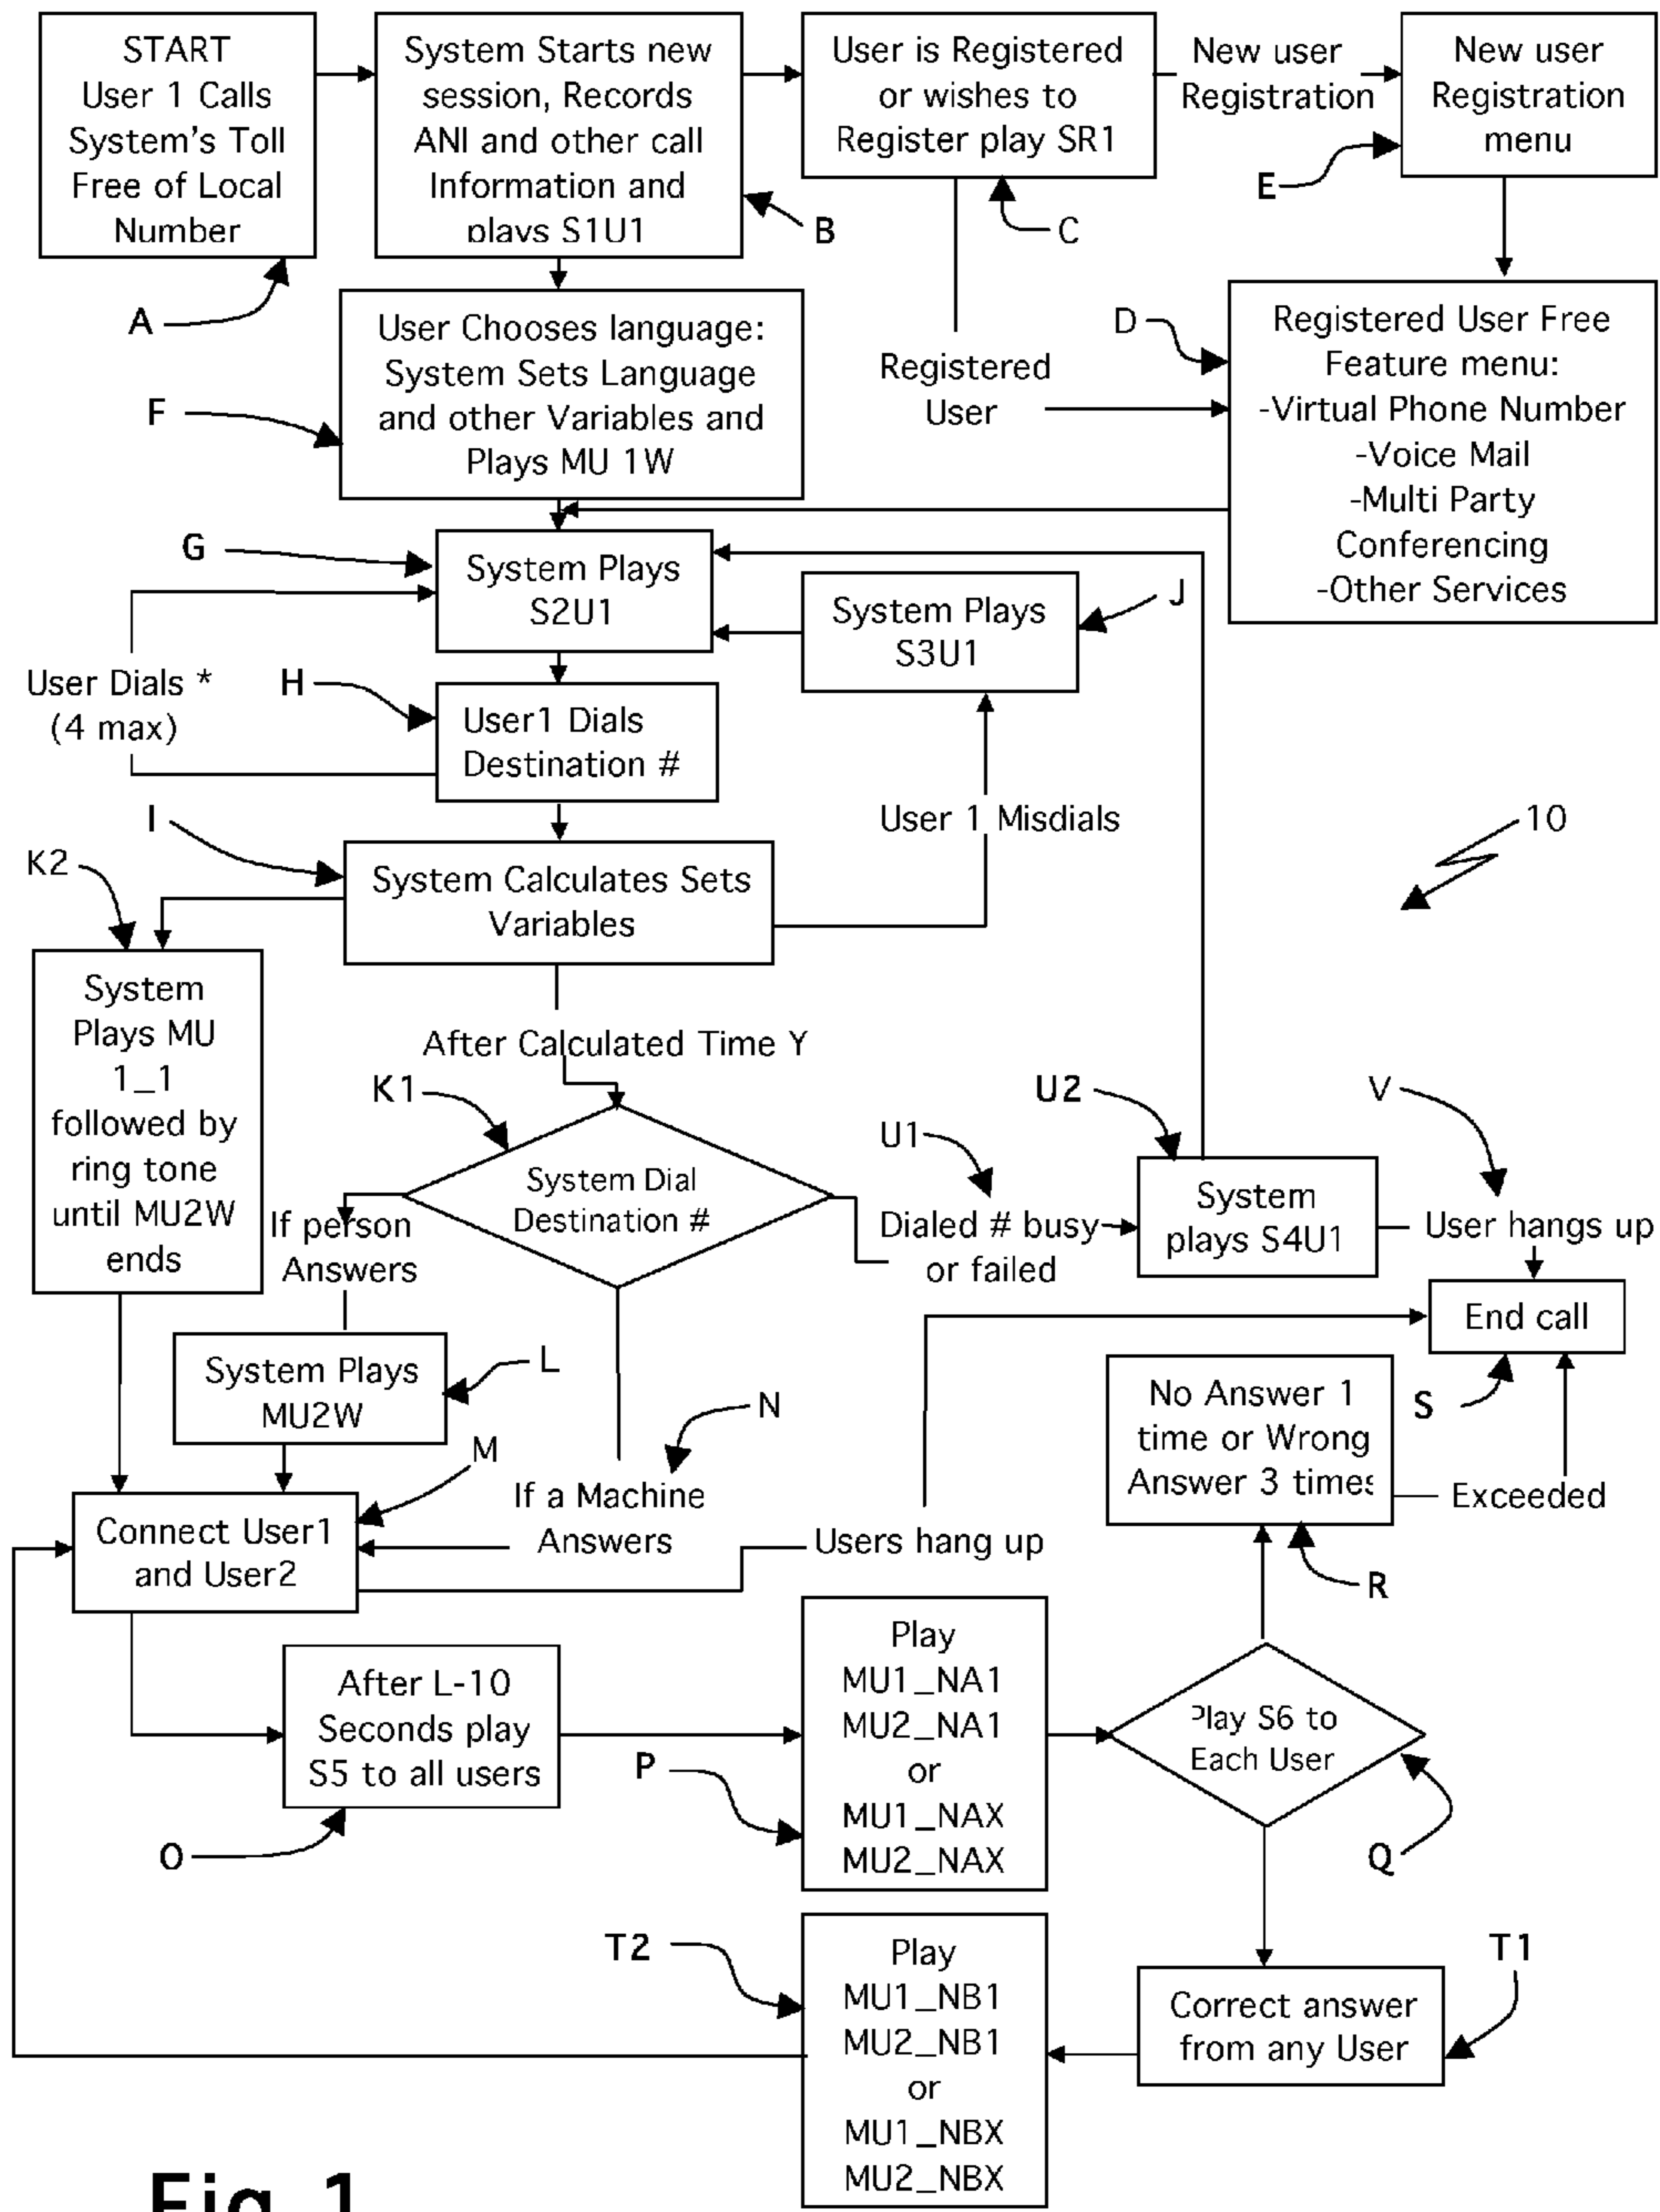 START
User 1 Calls
System's Toll
Free of Local
Number
System Starts new
session, Records
ANI and other call
Information and
plays S1U1
User is Registered
or wishes to
Register play SR1
New user
Registration
New user
Registration
menu
A
B
C
E
User Chooses language:
System Sets Language
and other Variables and
Plays MU 1W
F
Registered
User
D
Registered User Free
Feature menu:
-Virtual Phone Number
-Voice Mail
-Multi Party
Conferencing
-Other Services
G
System Plays
S2U1
System Plays
S3U1
J
User Dials *
(4 max)
H
User1 Dials
Destination #
User 1 Misdials
10
I
System Calculates Sets
Variables
K2
System
Plays MU
1_1
followed by
ring tone
until MU2W
ends
After Calculated Time Y
K1
System Dial
Destination #
U1
Dialed # busy
or failed
U2
System
plays S4U1
V
User hangs up
If person
Answers
End call
S
System Plays
MU2W
L
N
M
If a Machine
Answers
No Answer 1
time or Wrong
Answer 3 times
Exceeded
R
Connect User1
and User2
Users hang up
After L-10
Seconds play
S5 to all users
O
P
Play
MU1_NA1
MU2_NA1
or
MU1_NAX
MU2_NAX
Play S6 to
Each User
Q
T2
Play
MU1_NB1
MU2_NB1
or
MU1_NBX
MU2_NBX
Correct answer
from any User
T1
Fig. 1